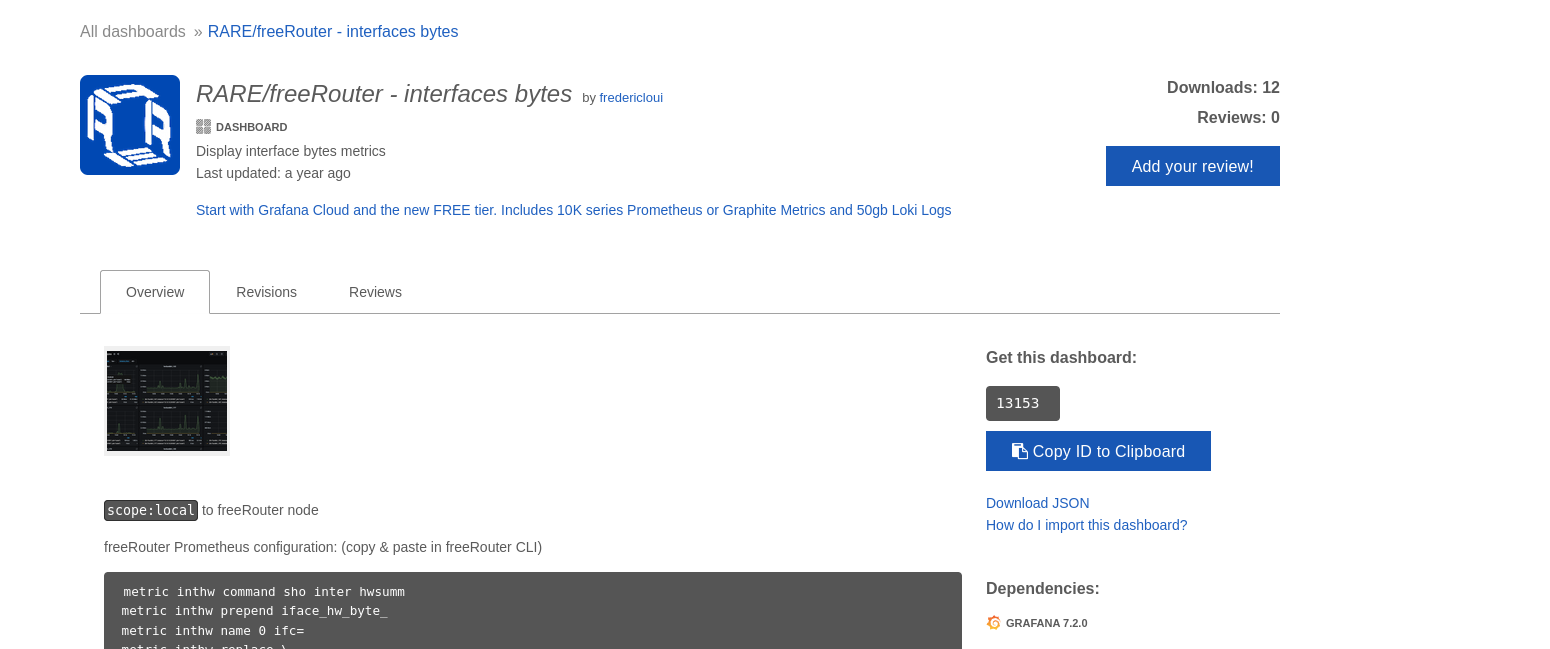 All dashboards » RARE/freeRouter - interfaces bytes
RARE/freeRouter - interfaces bytes by fredericloui
DASHBOARD
Display interface bytes metrics
Last updated: a year ago
Start with Grafana Cloud and the new FREE tier. Includes 10K series Prometheus or Graphite Metrics and 50gb Loki Logs
Downloads: 12
Reviews: 0
Add your review!
Overview Revisions Reviews
scope:local to freeRouter node
freeRouter Prometheus configuration: (copy & paste in freeRouter CLI)
metric inthw command sho inter hwsumm
metric inthw prepend iface_hw_byte_
metric inthw name 0 ifc=
metric inthw replace \
Get this dashboard:
13153
Copy ID to Clipboard
Download JSON
How do I import this dashboard?
Dependencies:
GRAFANA 7.2.0